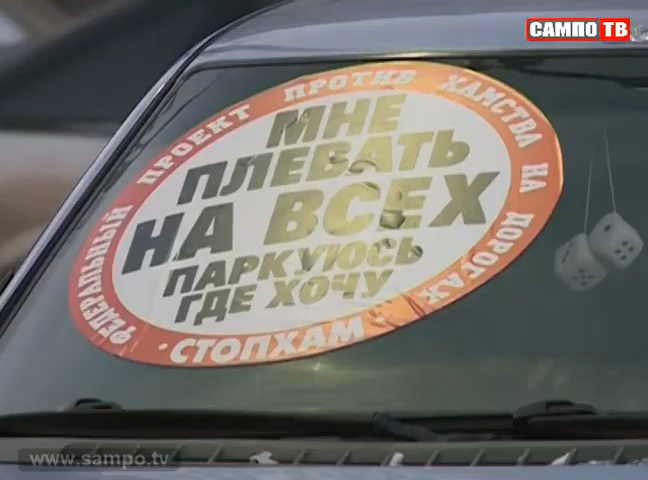 САМПО ТВ
ФЕДЕРАЛЬНЫЙ ПРОЕКТ ПРОТИВ ХАМСТВА НА ДОРОГАХ
МНЕ
ПЛЕВАТЬ
НА ВСЕХ
ПАРКУЮСЬ
ГДЕ ХОЧУ
· СТОПХАМ ·
www.sampo.tv